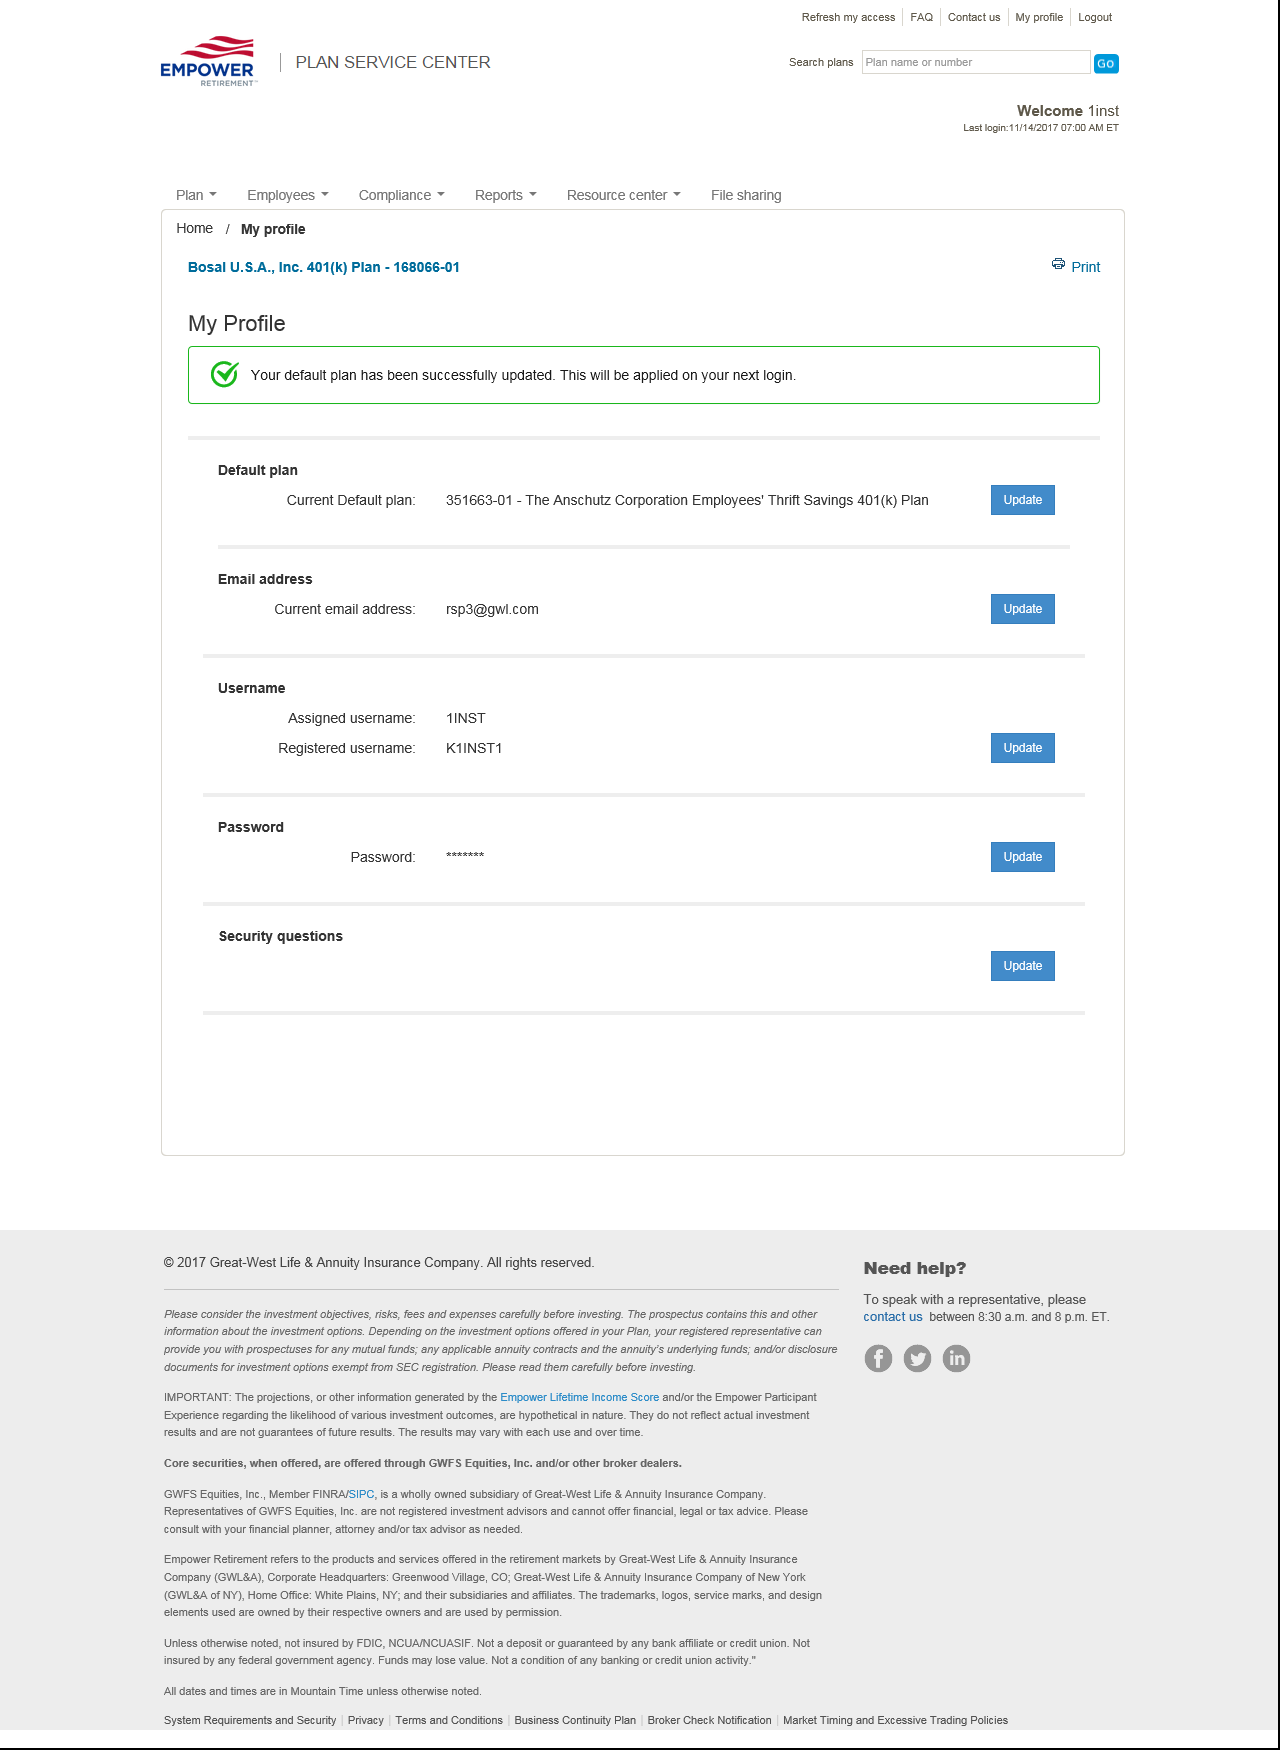 Refresh my access FAQ Contact us My profile Logout
EMPOWER
RETIREMENT™
PLAN SERVICE CENTER
Search plans Plan name or number GO
Welcome 1inst
Last login:11/14/2017 07:00 AM ET
Plan Employees Compliance Reports Resource center File sharing
Home / My profile
Bosal U.S.A., Inc. 401(k) Plan - 168066-01
Print
My Profile
Your default plan has been successfully updated. This will be applied on your next login.
Default plan
Current Default plan: 351663-01 - The Anschutz Corporation Employees' Thrift Savings 401(k) Plan Update
Email address
Current email address: rsp3@gwl.com Update
Username
Assigned username: 1INST
Registered username: K1INST1 Update
Password
Password: ******* Update
Security questions
Update
© 2017 Great-West Life & Annuity Insurance Company. All rights reserved.
Please consider the investment objectives, risks, fees and expenses carefully before investing. The prospectus contains this and other
information about the investment options. Depending on the investment options offered in your Plan, your registered representative can
provide you with prospectuses for any mutual funds; any applicable annuity contracts and the annuity's underlying funds; and/or disclosure
documents for investment options exempt from SEC registration. Please read them carefully before investing.
IMPORTANT: The projections, or other information generated by the Empower Lifetime Income Score and/or the Empower Participant
Experience regarding the likelihood of various investment outcomes, are hypothetical in nature. They do not reflect actual investment
results and are not guarantees of future results. The results may vary with each use and over time.
Core securities, when offered, are offered through GWFS Equities, Inc. and/or other broker dealers.
GWFS Equities, Inc., Member FINRA/SIPC, is a wholly owned subsidiary of Great-West Life & Annuity Insurance Company.
Representatives of GWFS Equities, Inc. are not registered investment advisors and cannot offer financial, legal or tax advice. Please
consult with your financial planner, attorney and/or tax advisor as needed.
Empower Retirement refers to the products and services offered in the retirement markets by Great-West Life & Annuity Insurance
Company (GWL&A), Corporate Headquarters: Greenwood Village, CO; Great-West Life & Annuity Insurance Company of New York
(GWL&A of NY), Home Office: White Plains, NY; and their subsidiaries and affiliates. The trademarks, logos, service marks, and design
elements used are owned by their respective owners and are used by permission.
Unless otherwise noted, not insured by FDIC, NCUA/NCUASIF. Not a deposit or guaranteed by any bank affiliate or credit union. Not
insured by any federal government agency. Funds may lose value. Not a condition of any banking or credit union activity."
All dates and times are in Mountain Time unless otherwise noted.
System Requirements and Security | Privacy | Terms and Conditions | Business Continuity Plan | Broker Check Notification | Market Timing and Excessive Trading Policies
Need help?
To speak with a representative, please
contact us between 8:30 a.m. and 8 p.m. ET.